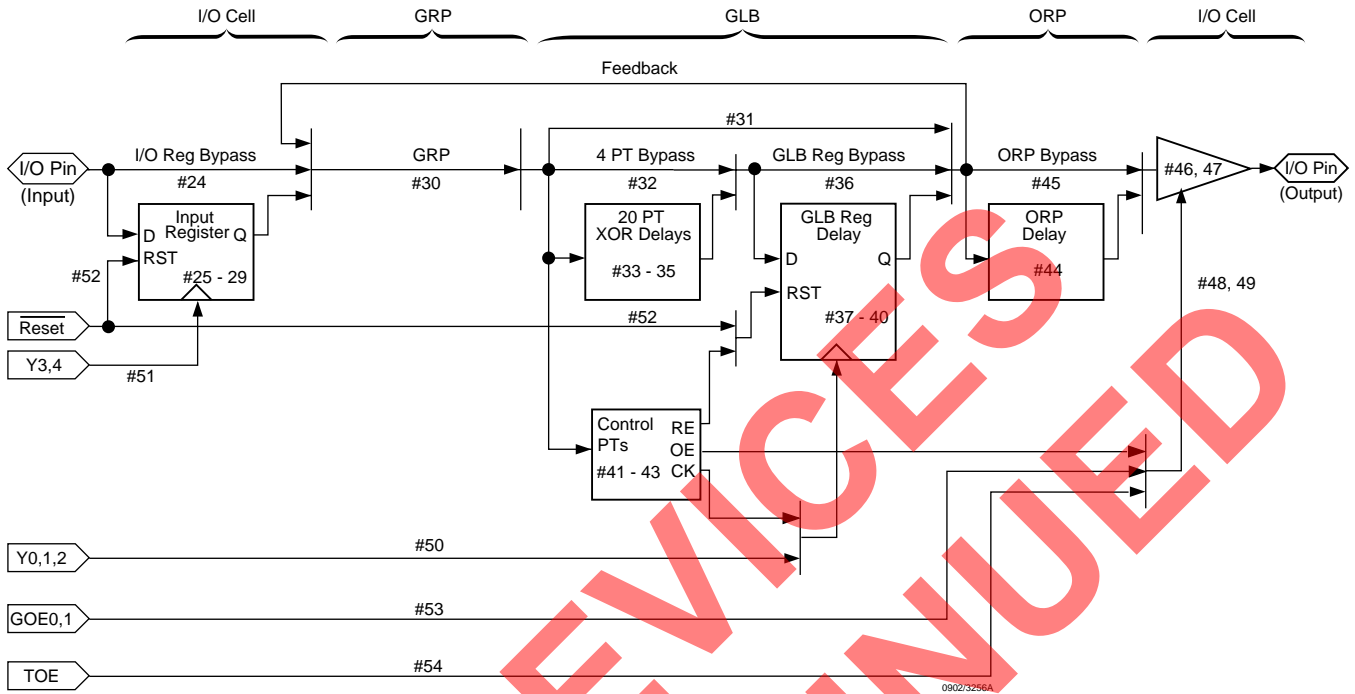 I/O Cell
GRP
GLB
ORP
I/O Cell
Feedback
#31
I/O Pin
(Input)
I/O Reg Bypass
#24
GRP
#30
4 PT Bypass
#32
GLB Reg Bypass
#36
ORP Bypass
#45
#46, 47
I/O Pin
(Output)
Input
Register
D
Q
RST
#25 - 29
#52
20 PT
XOR Delays
#33 - 35
GLB Reg
Delay
D
Q
RST
#37 - 40
ORP
Delay
#44
#48, 49
Reset
#52
Y3,4
#51
Control
PTs
RE
OE
CK
#41 - 43
Y0,1,2
#50
GOE0,1
#53
TOE
#54
0902/3256A
EVICES
NUED